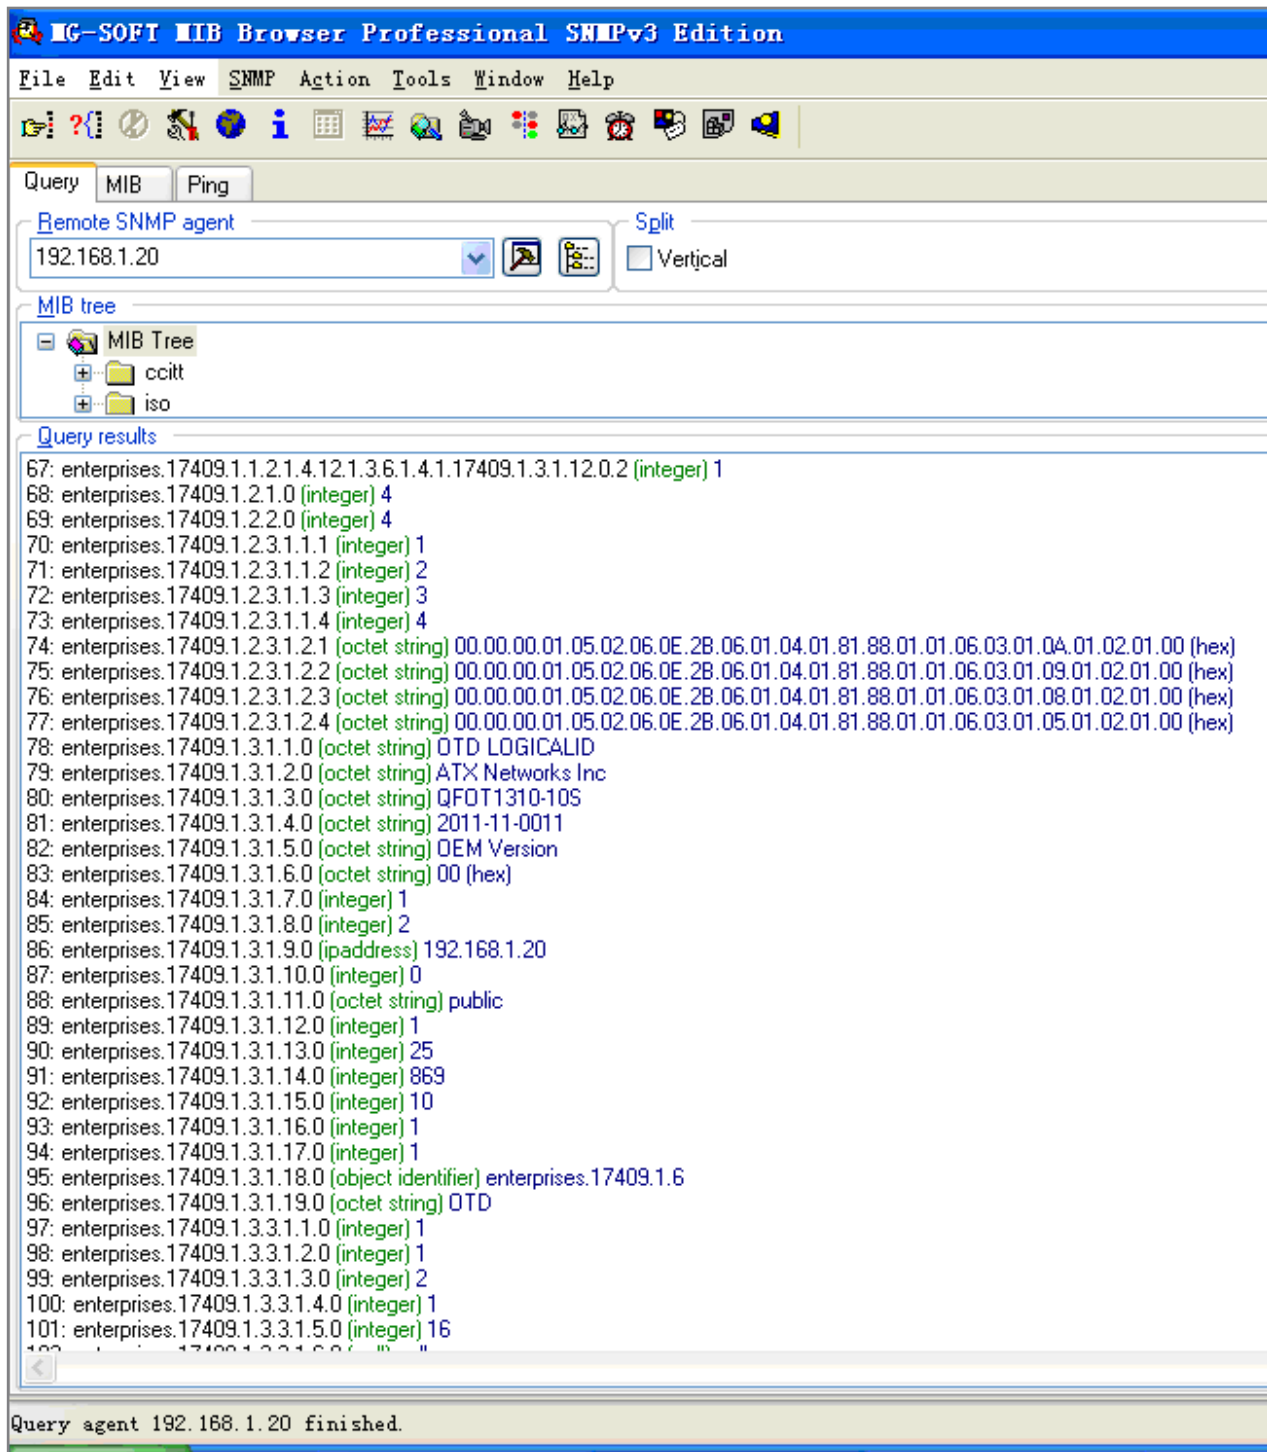 MG-SOFT MIB Browser Professional SNMPv3 Edition
File Edit View SNMP Action Tools Window Help
Query MIB Ping
Remote SNMP agent Split
192.168.1.20 Vertical
MIB tree
MIB Tree
ccitt
iso
Query results
67: enterprises.17409.1.1.2.1.4.12.1.3.6.1.4.1.17409.1.3.1.12.0.2 (integer) 1
68: enterprises.17409.1.2.1.0 (integer) 4
69: enterprises.17409.1.2.2.0 (integer) 4
70: enterprises.17409.1.2.3.1.1.1 (integer) 1
71: enterprises.17409.1.2.3.1.1.2 (integer) 2
72: enterprises.17409.1.2.3.1.1.3 (integer) 3
73: enterprises.17409.1.2.3.1.1.4 (integer) 4
74: enterprises.17409.1.2.3.1.2.1 (octet string) 00.00.00.01.05.02.06.0E.2B.06.01.04.01.81.88.01.01.06.03.01.0A.01.02.01.00 (hex)
75: enterprises.17409.1.2.3.1.2.2 (octet string) 00.00.00.01.05.02.06.0E.2B.06.01.04.01.81.88.01.01.06.03.01.09.01.02.01.00 (hex)
76: enterprises.17409.1.2.3.1.2.3 (octet string) 00.00.00.01.05.02.06.0E.2B.06.01.04.01.81.88.01.01.06.03.01.08.01.02.01.00 (hex)
77: enterprises.17409.1.2.3.1.2.4 (octet string) 00.00.00.01.05.02.06.0E.2B.06.01.04.01.81.88.01.01.06.03.01.05.01.02.01.00 (hex)
78: enterprises.17409.1.3.1.1.0 (octet string) OTD LOGICALID
79: enterprises.17409.1.3.1.2.0 (octet string) ATX Networks Inc
80: enterprises.17409.1.3.1.3.0 (octet string) QFOT1310-10S
81: enterprises.17409.1.3.1.4.0 (octet string) 2011-11-0011
82: enterprises.17409.1.3.1.5.0 (octet string) OEM Version
83: enterprises.17409.1.3.1.6.0 (octet string) 00 (hex)
84: enterprises.17409.1.3.1.7.0 (integer) 1
85: enterprises.17409.1.3.1.8.0 (integer) 2
86: enterprises.17409.1.3.1.9.0 (ipaddress) 192.168.1.20
87: enterprises.17409.1.3.1.10.0 (integer) 0
88: enterprises.17409.1.3.1.11.0 (octet string) public
89: enterprises.17409.1.3.1.12.0 (integer) 1
90: enterprises.17409.1.3.1.13.0 (integer) 25
91: enterprises.17409.1.3.1.14.0 (integer) 869
92: enterprises.17409.1.3.1.15.0 (integer) 10
93: enterprises.17409.1.3.1.16.0 (integer) 1
94: enterprises.17409.1.3.1.17.0 (integer) 1
95: enterprises.17409.1.3.1.18.0 (object identifier) enterprises.17409.1.6
96: enterprises.17409.1.3.1.19.0 (octet string) OTD
97: enterprises.17409.1.3.3.1.1.0 (integer) 1
98: enterprises.17409.1.3.3.1.2.0 (integer) 1
99: enterprises.17409.1.3.3.1.3.0 (integer) 2
100: enterprises.17409.1.3.3.1.4.0 (integer) 1
101: enterprises.17409.1.3.3.1.5.0 (integer) 16
Query agent 192.168.1.20 finished.